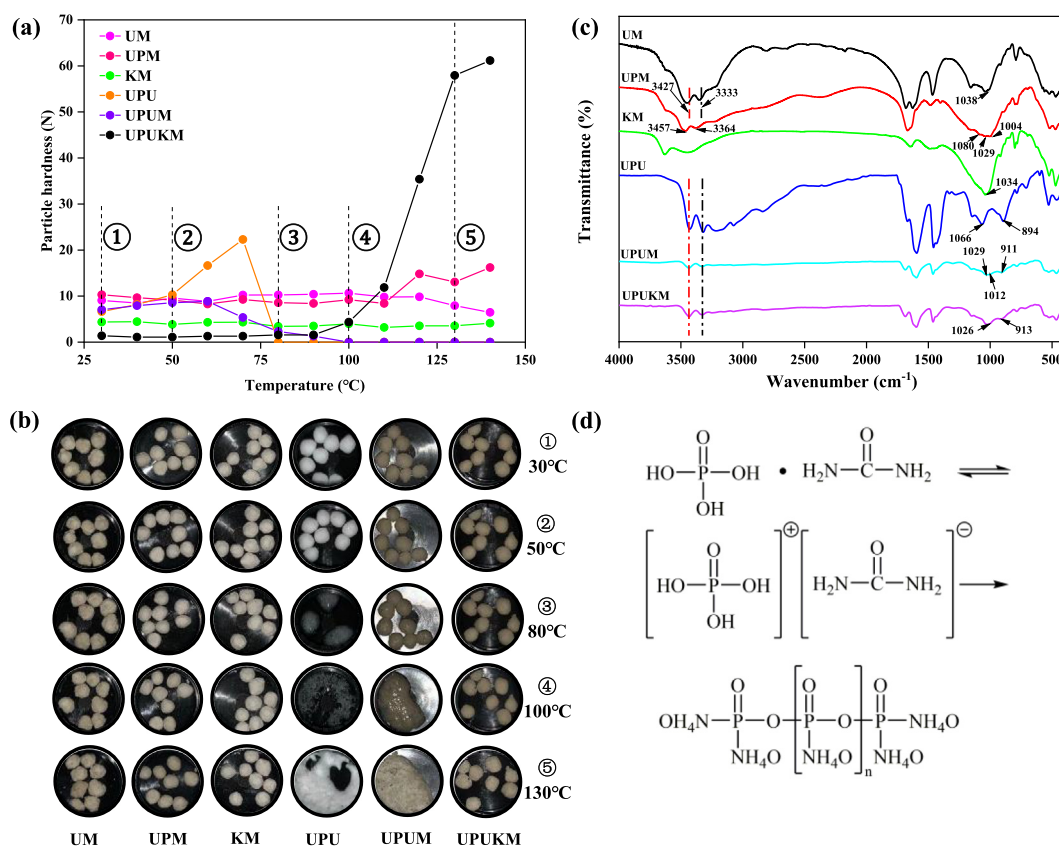 (a)
70
60
50
40
30
20
10
0
Particle hardness (N)
UM
UPM
KM
UPU
UPUM
UPUKM
① ② ③ ④ ⑤
25 50 75 100 125 150
Temperature (℃)
(c)
Transmittance (%)
UM
3427 3333 1038
UPM
3457 3364 1080 1029 1004
KM
1034
UPU
1066 894
UPUM
1029 1012 911
UPUKM
1026 913
4000 3500 3000 2500 2000 1500 1000 500
Wavenumber (cm-1)
(b)
①
30℃
②
50℃
③
80℃
④
100℃
⑤
130℃
UM UPM KM UPU UPUM UPUKM
(d)
O O
HO—P—OH • H₂N—C—NH₂
OH
⊕ ⊖
O O
HO—P—OH H₂N—C—NH₂
OH
O O O
OH₄N—P—O—P—O—P—NH₄O
NH₄O NH₄O NH₄O
n